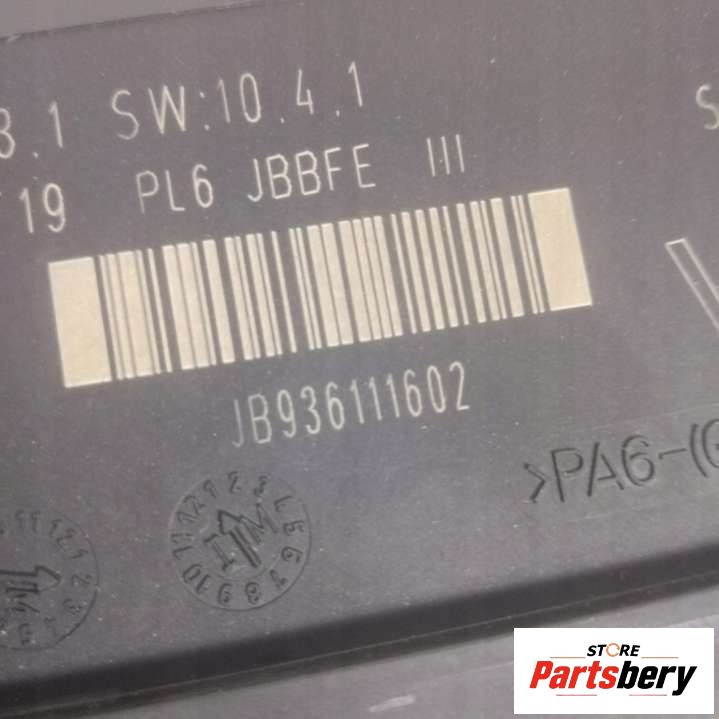 3.1 SW:10.4.1 S
19 PL6 JBBFE III
JB936111602
>PA6-(G
STORE
Partsbery